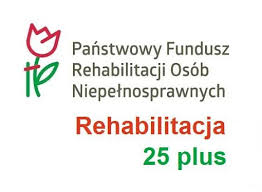 Państwowy Fundusz
Rehabilitacji Osób
Niepełnosprawnych
Rehabilitacja
25 plus